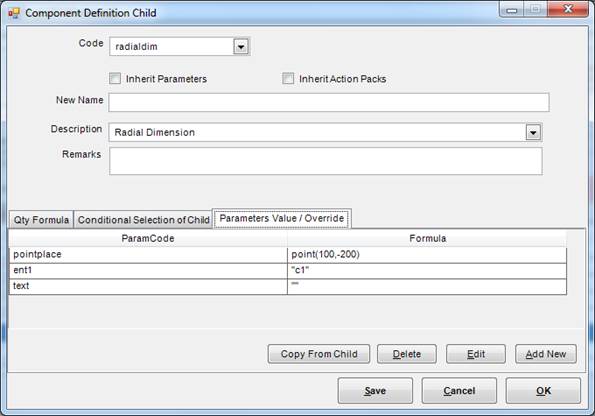 Component Definition Child
Code radialdim
Inherit Parameters Inherit Action Packs
New Name
Description Radial Dimension
Remarks
Qty Formula Conditional Selection of Child Parameters Value / Override
ParamCode Formula
pointplace point(100,-200)
ent1 "c1"
text ""
Copy From Child Delete Edit Add New
Save Cancel OK